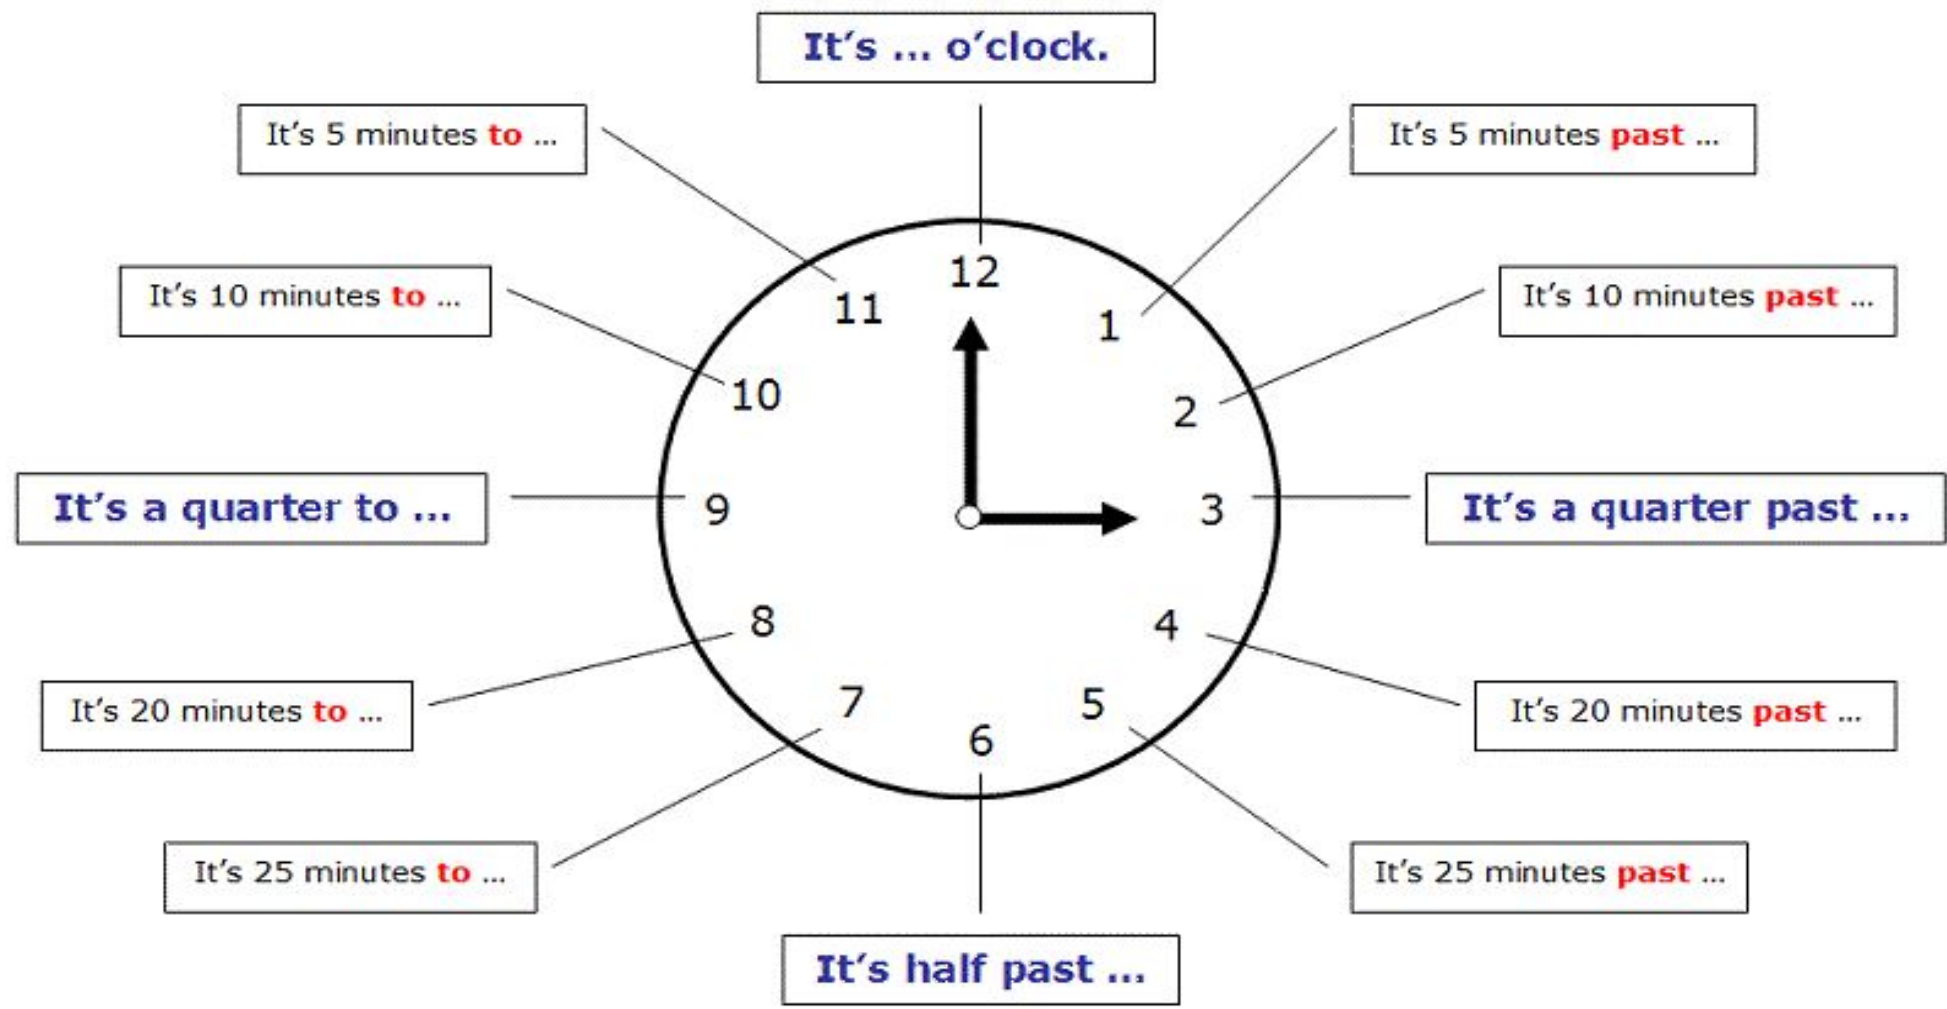 It's ... o'clock.
It's 5 minutes to ...
It's 5 minutes past ...
It's 10 minutes to ...
It's 10 minutes past ...
12
11
1
10
2
It's a quarter to ...
9
3
It's a quarter past ...
8
4
It's 20 minutes to ...
7
5
It's 20 minutes past ...
6
It's 25 minutes to ...
It's 25 minutes past ...
It's half past ...